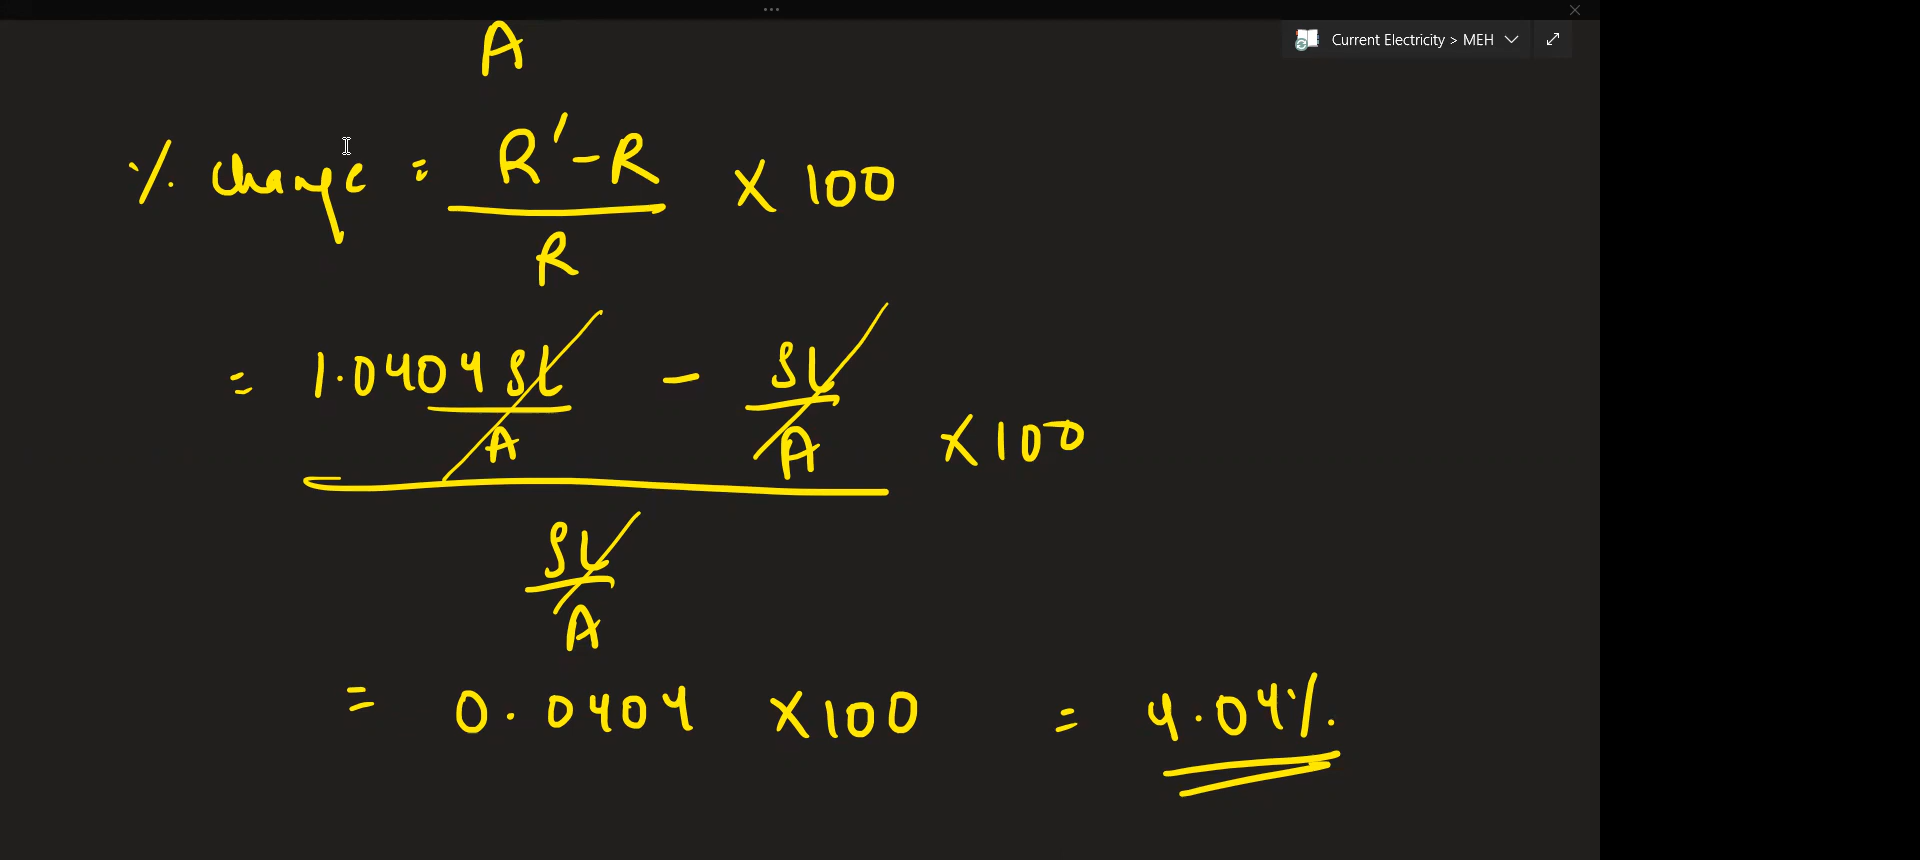 Current Electricity > MEH
A
% change = R' - R × 100
R
= 1.0404 ρL - ρL
A A × 100
ρL
A
= 0.0404 × 100 = 4.04%